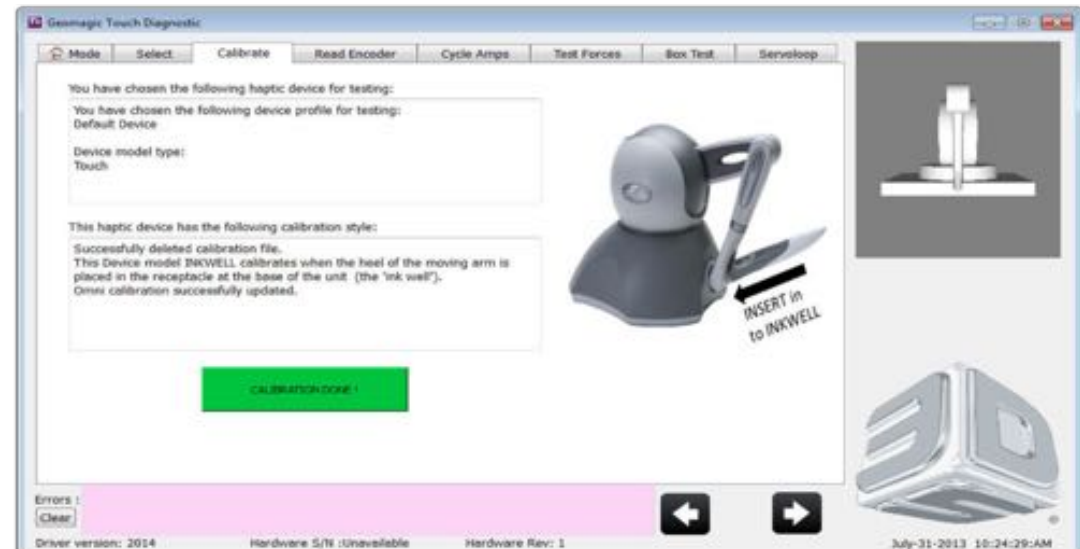 Geomagic Touch Diagnostic
Mode Select Calibrate Read Encoder Cycle Amps Test Forces Box Test Servoloop
You have chosen the following haptic device for testing:
You have chosen the following device profile for testing:
Default Device
Device model type:
Touch
This haptic device has the following calibration style:
Successfully deleted calibration file.
This Device model INKWELL calibrates when the heel of the moving arm is
placed in the receptacle at the base of the unit (the 'ink well').
Omni calibration successfully updated.
INSERT in
to INKWELL
CALIBRATION DONE !
Errors :
Clear
Driver version: 2014 Hardware S/N :Unavailable Hardware Rev: 1 July-31-2013 10:24:29:AM